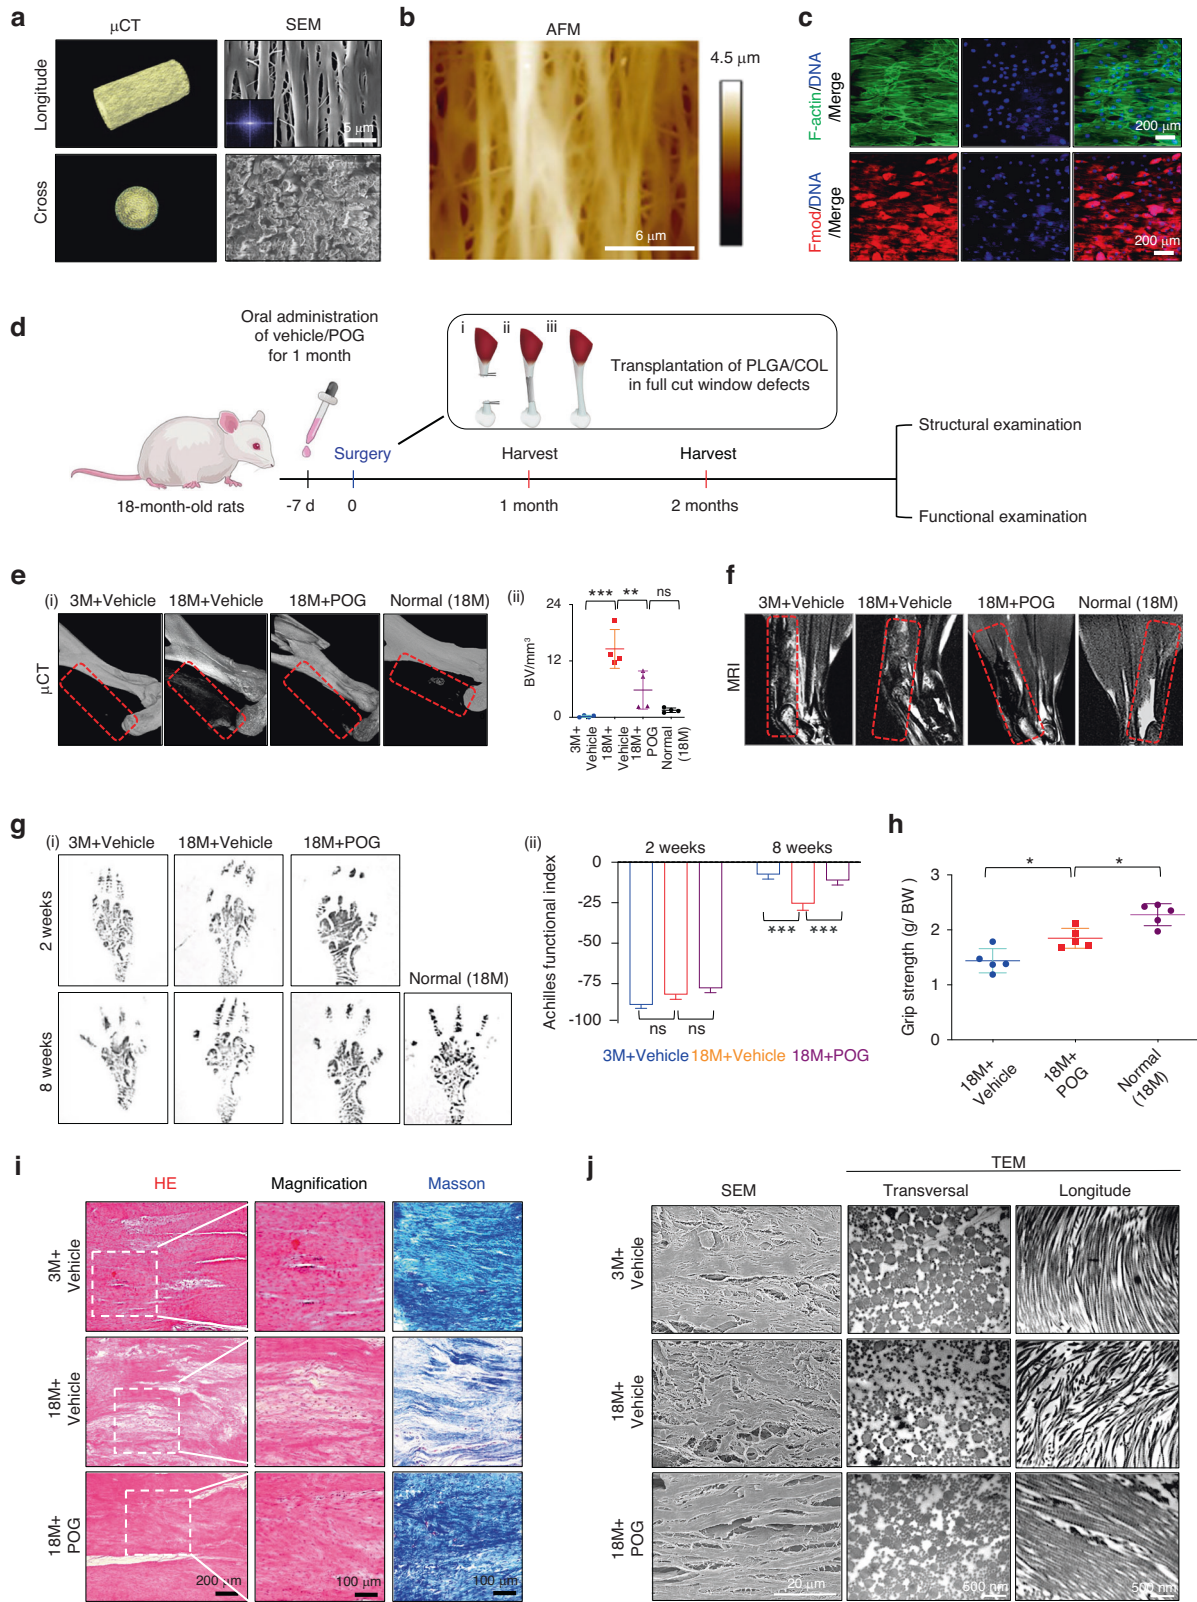 a
μCT
SEM
Longitude
Cross
5 μm
b
AFM
4.5 μm
6 μm
c
F-actin/DNA
/Merge
200 μm
Fmod/DNA
/Merge
200 μm
d
Oral administration
of vehicle/POG
for 1 month
i
ii
iii
Transplantation of PLGA/COL
in full cut window defects
Surgery
Harvest
Harvest
18-month-old rats
-7 d
0
1 month
2 months
Structural examination
Functional examination
e
(i)
3M+Vehicle
18M+Vehicle
18M+POG
Normal (18M)
μCT
(ii)
*** ** ns
BV/mm³
24
12
0
3M+
Vehicle
18M+
Vehicle
18M+
POG
Normal
(18M)
f
3M+Vehicle
18M+Vehicle
18M+POG
Normal (18M)
MRI
g
(i)
3M+Vehicle
18M+Vehicle
18M+POG
2 weeks
Normal (18M)
8 weeks
(ii)
2 weeks
8 weeks
Achilles functional index
0
-25
-50
-75
-100
ns
ns
***
***
3M+Vehicle 18M+Vehicle 18M+POG
h
*
*
Grip strength (g/ BW )
3
2
1
0
18M+
Vehicle
18M+
POG
Normal
(18M)
i
HE
Magnification
Masson
3M+
Vehicle
18M+
Vehicle
18M+
POG
200 μm
100 μm
100 μm
j
TEM
SEM
Transversal
Longitude
3M+
Vehicle
18M+
Vehicle
18M+
POG
20 μm
600 nm
500 nm